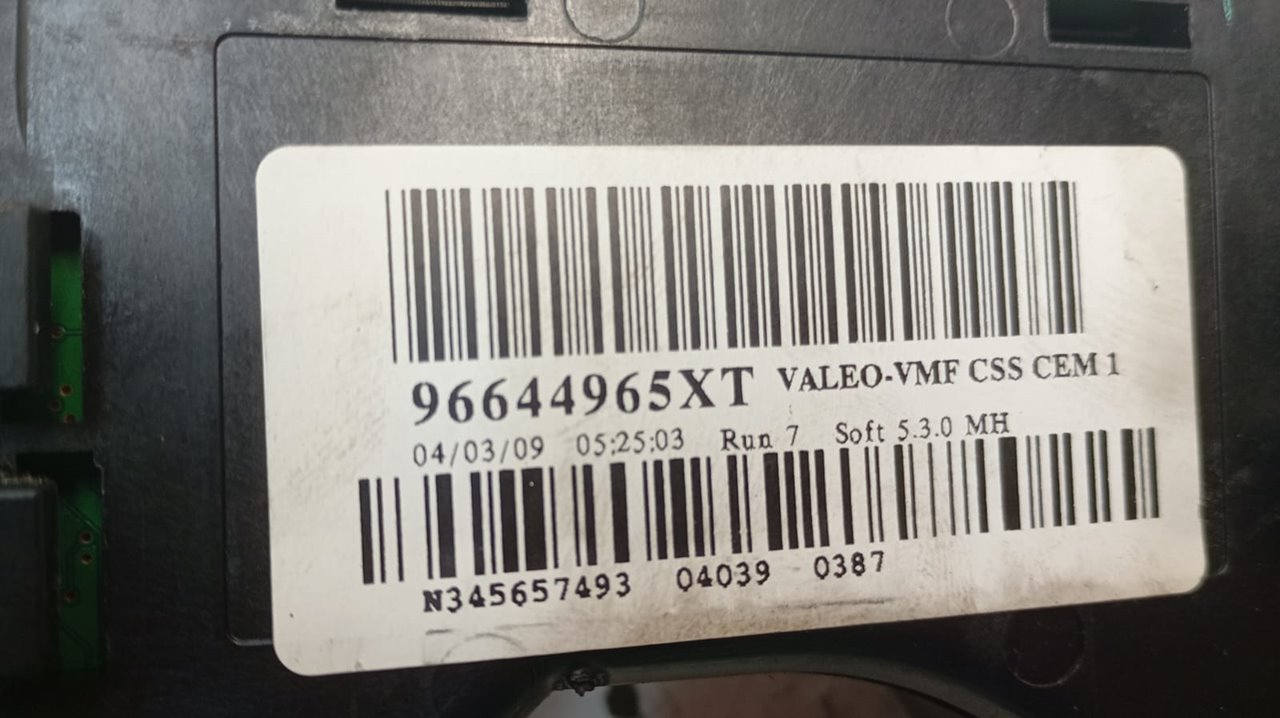 96644965XT VALEO-VMF CSS CEM 1
04/03/09 05:25:03 Run 7 Soft 5.3.0 MH
N345657493 04039 0387